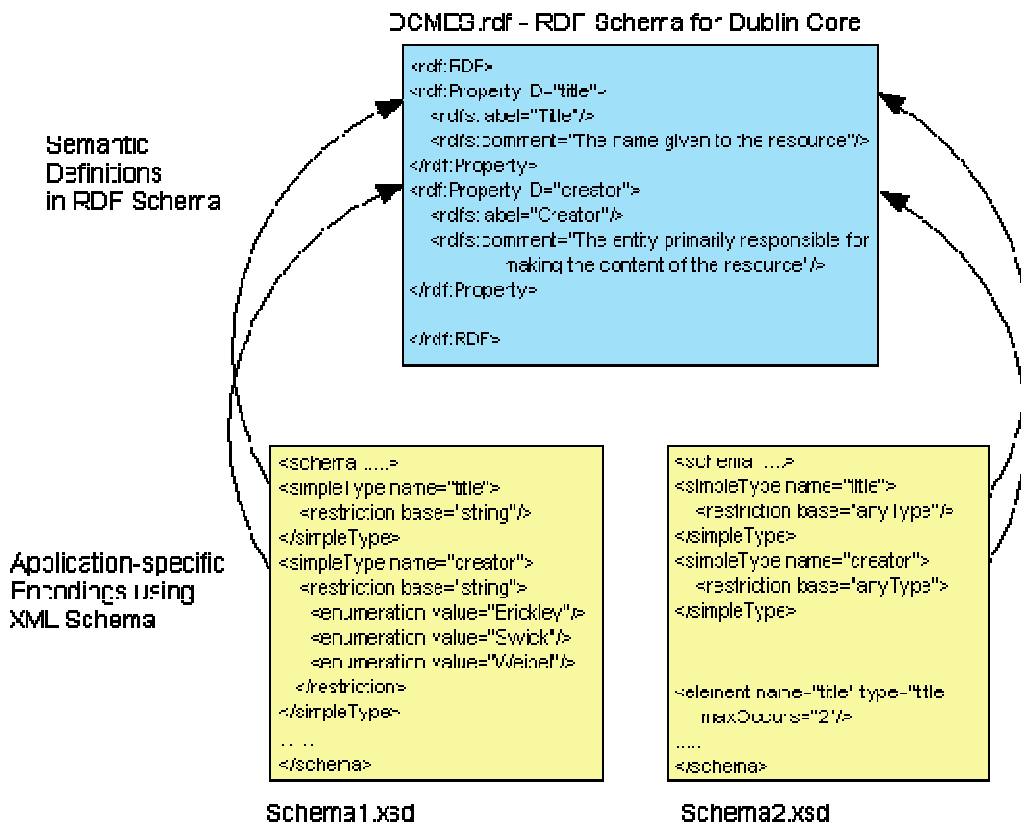 DCMES.rdf - RDF Schema for Dublin Core
<rdf:RDF>
<rdf:Property ID="title">
<rdfs:label="Title"/>
<rdfs:comment="The name given to the resource"/>
</rdf:Property>
<rdf:Property ID="creator">
<rdfs:label="Creator"/>
<rdfs:comment="The entity primarily responsible for
making the content of the resource"/>
</rdf:Property>
</rdf:RDF>
Semantic
Definitions
in RDF Schema
Application-specific
Encodings using
XML Schema
<schema .....>
<simpleType name="title">
<restriction base="string"/>
</simpleType>
<simpleType name="creator">
<restriction base="string">
<enumeration value="Brickley"/>
<enumeration value="Swick"/>
<enumeration value="Weibel"/>
</restriction>
</simpleType>
.....
</schema>
Schema1.xsd
<schema .....>
<simpleType name="title">
<restriction base="anyType"/>
</simpleType>
<simpleType name="creator">
<restriction base="anyType">
</simpleType>
<element name="title" type="title
maxOccurs="2"/>
.....
</schema>
Schema2.xsd